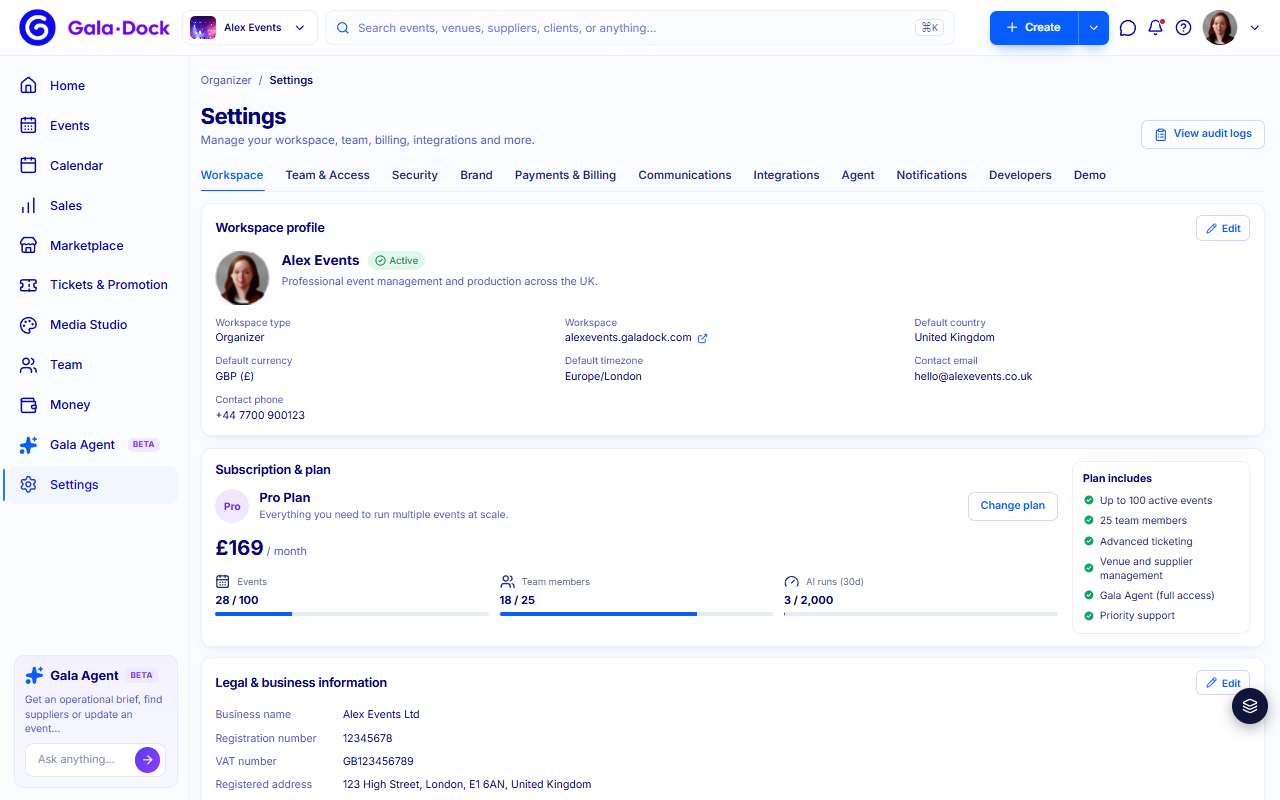 Gala·Dock
Alex Events
Search events, venues, suppliers, clients, or anything...
⌘K
+ Create
Home
Events
Calendar
Sales
Marketplace
Tickets & Promotion
Media Studio
Team
Money
Gala Agent BETA
Settings
Gala Agent BETA
Get an operational brief, find
suppliers or update an
event...
Ask anything...
Organizer / Settings
Settings
Manage your workspace, team, billing, integrations and more.
View audit logs
Workspace Team & Access Security Brand Payments & Billing Communications Integrations Agent Notifications Developers Demo
Workspace profile
Edit
Alex Events Active
Professional event management and production across the UK.
Workspace type
Organizer
Workspace
alexevents.galadock.com
Default country
United Kingdom
Default currency
GBP (£)
Default timezone
Europe/London
Contact email
hello@alexevents.co.uk
Contact phone
+44 7700 900123
Subscription & plan
Pro
Pro Plan
Everything you need to run multiple events at scale.
Change plan
£169 / month
Events
28 / 100
Team members
18 / 25
AI runs (30d)
3 / 2,000
Plan includes
Up to 100 active events
25 team members
Advanced ticketing
Venue and supplier
management
Gala Agent (full access)
Priority support
Legal & business information
Edit
Business name Alex Events Ltd
Registration number 12345678
VAT number GB123456789
Registered address 123 High Street, London, E1 6AN, United Kingdom